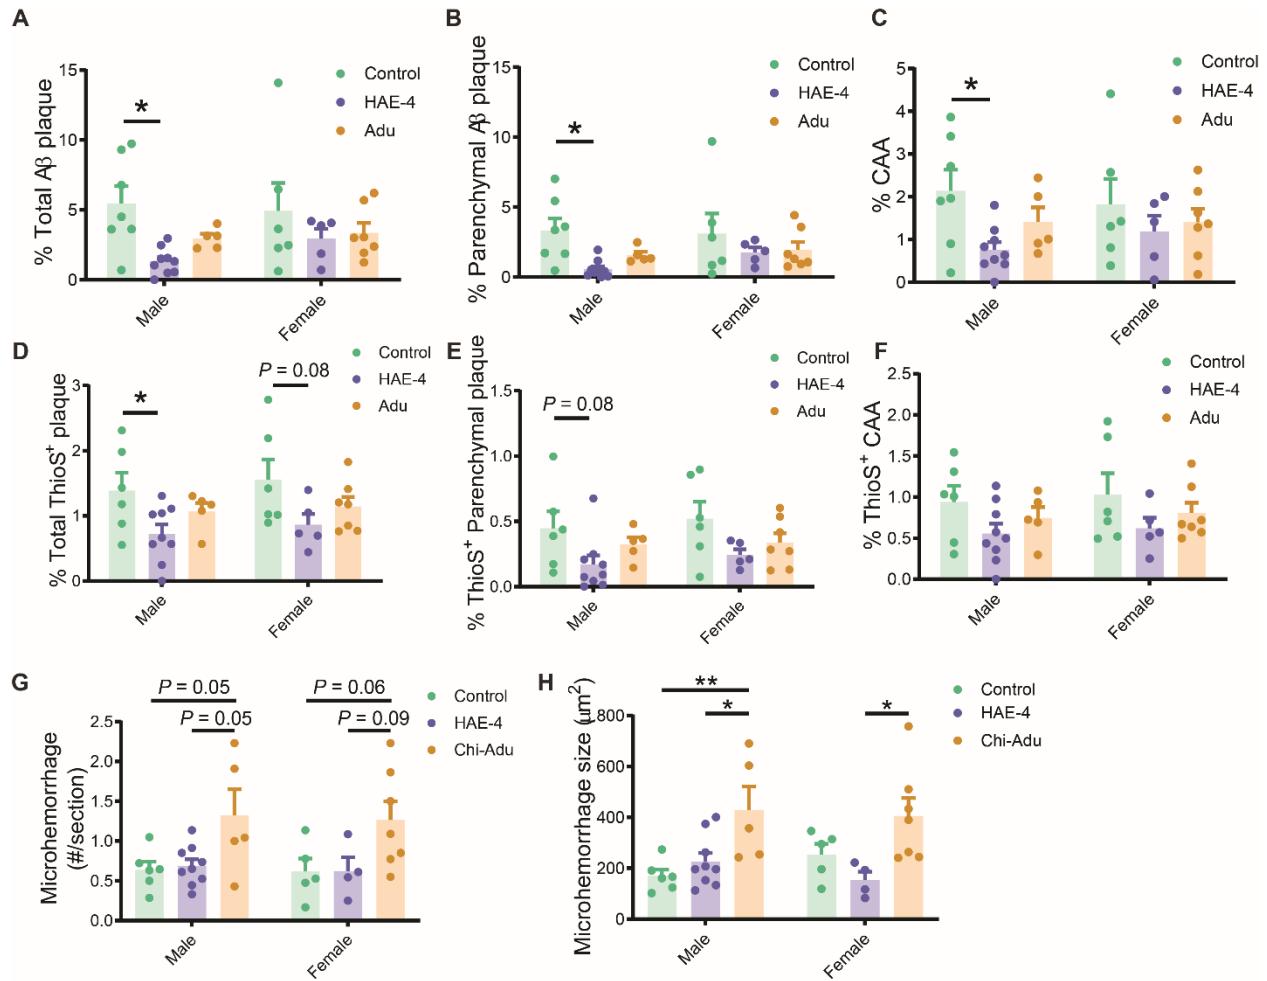 A
% Total Aβ plaque
15
10
5
0
*
Control
HAE-4
Adu
Male
Female
B
% Parenchymal Aβ plaque
15
10
5
0
*
Control
HAE-4
Adu
Male
Female
C
% CAA
5
4
3
2
1
0
*
Control
HAE-4
Adu
Male
Female
D
% Total ThioS+ plaque
3
2
1
0
*
P = 0.08
Control
HAE-4
Adu
Male
Female
E
% ThioS+ Parenchymal plaque
1.5
1.0
0.5
0.0
P = 0.08
Control
HAE-4
Adu
Male
Female
F
% ThioS+ CAA
2.5
2.0
1.5
1.0
0.5
0.0
Control
HAE-4
Adu
Male
Female
G
Microhemorrhage
(#/section)
2.5
2.0
1.5
1.0
0.5
0.0
P = 0.05
P = 0.05
P = 0.06
P = 0.09
Control
HAE-4
Chi-Adu
Male
Female
H
Microhemorrhage size (um2)
800
600
400
200
0
**
*
*
Control
HAE-4
Chi-Adu
Male
Female